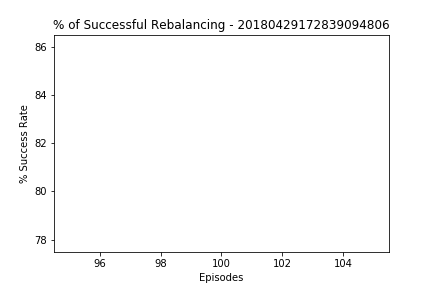 % of Successful Rebalancing - 20180429172839094806
86
84
82
80
78
% Success Rate
96 98 100 102 104
Episodes